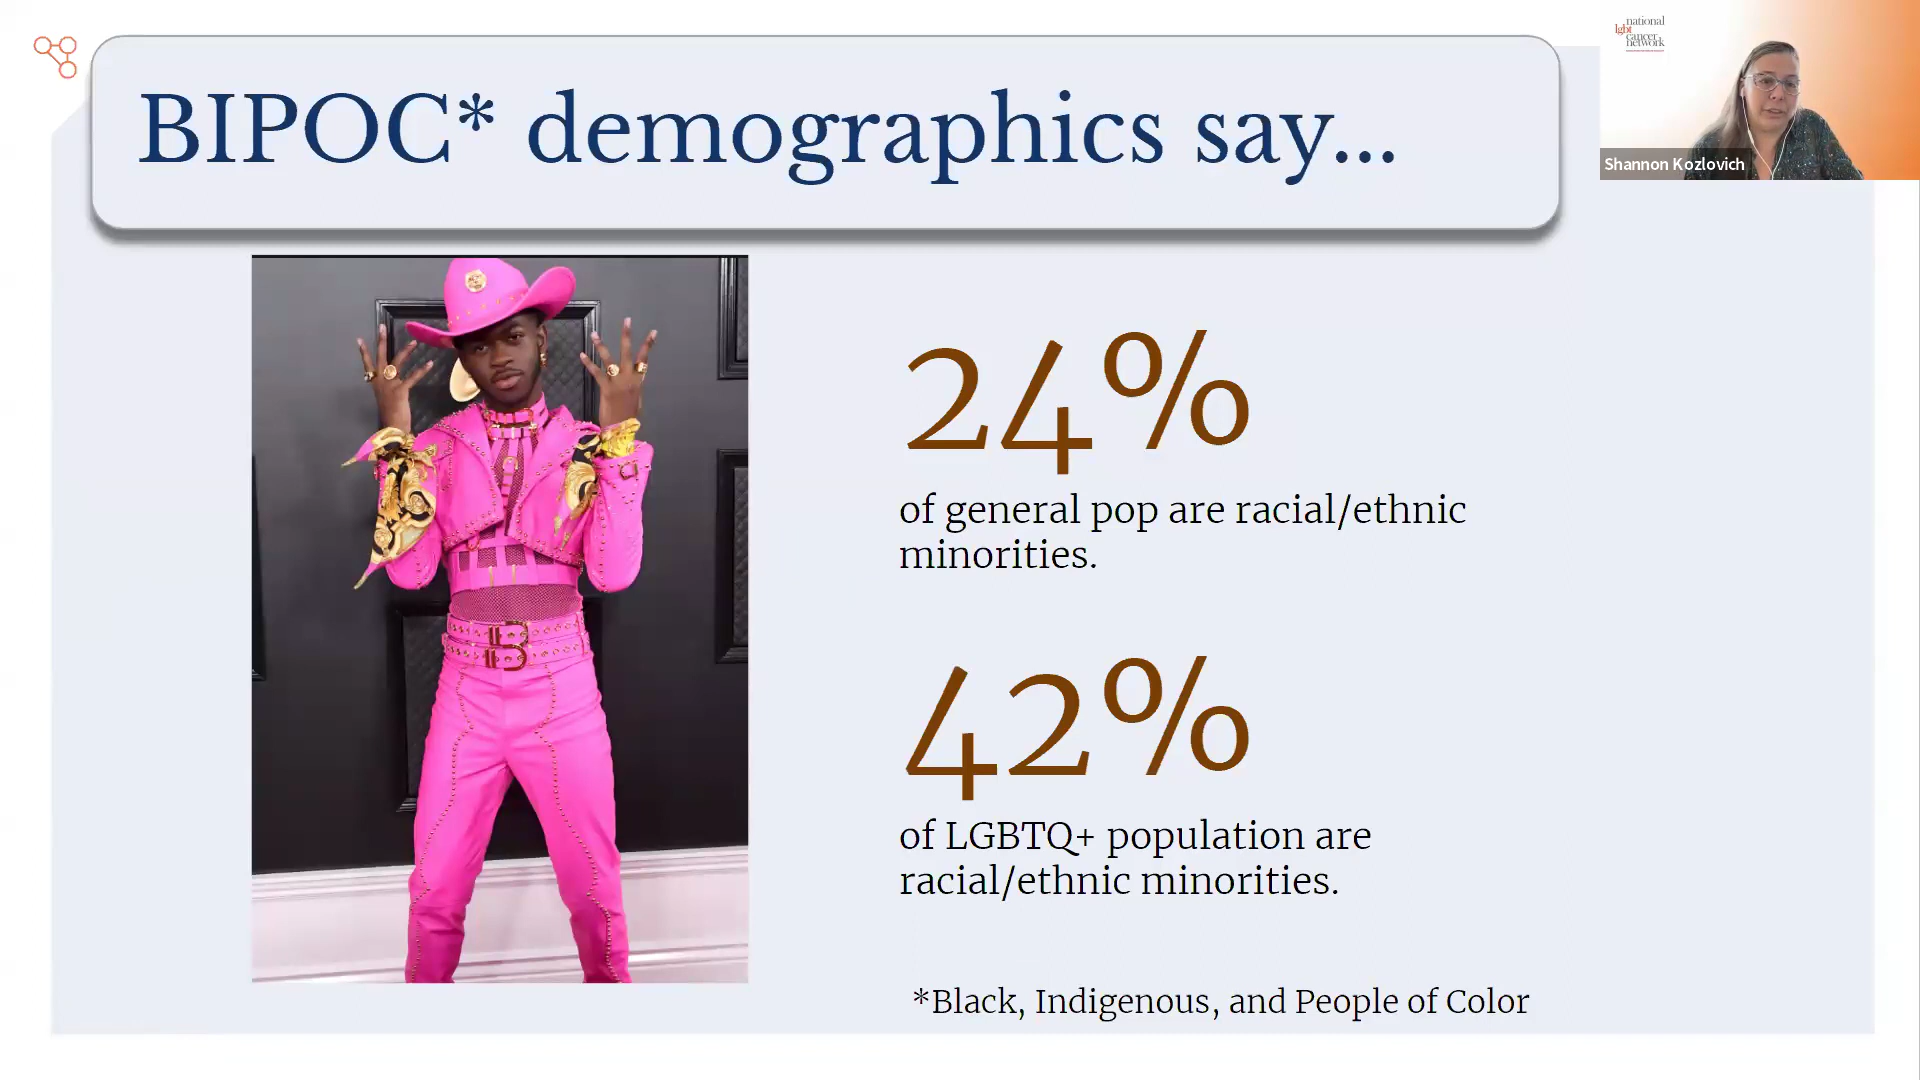 BIPOC* demographics say...
national
lgbt
cancer
network
Shannon Kozlovich
24%
of general pop are racial/ethnic
minorities.
42%
of LGBTQ+ population are
racial/ethnic minorities.
*Black, Indigenous, and People of Color